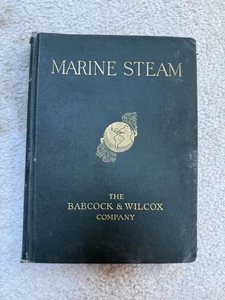 MARINE STEAM
THE
BABCOCK & WILCOX
COMPANY